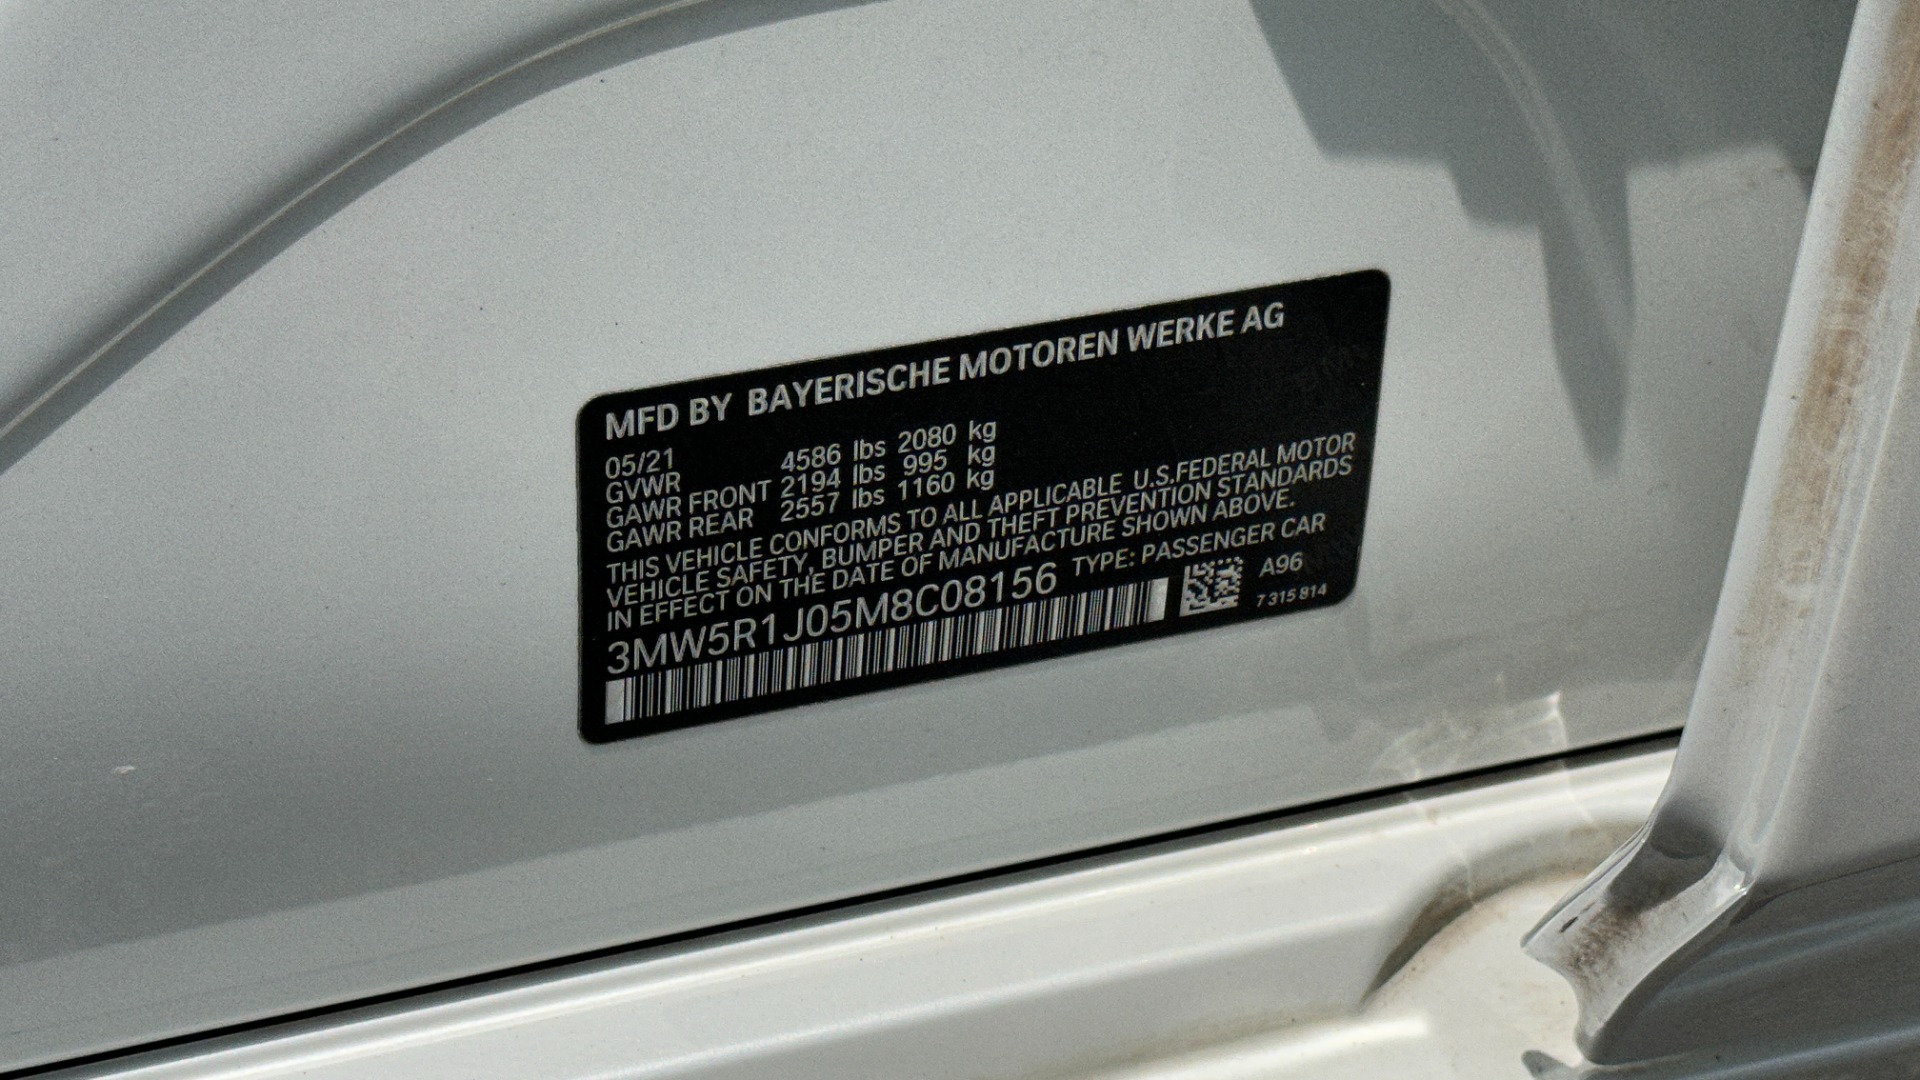 MFD BY BAYERISCHE MOTOREN WERKE AG
05/21
GVWR 4586 lbs 2080 kg
GAWR FRONT 2194 lbs 995 kg
GAWR REAR 2557 lbs 1160 kg
THIS VEHICLE CONFORMS TO ALL APPLICABLE U.S.FEDERAL MOTOR
VEHICLE SAFETY, BUMPER AND THEFT PREVENTION STANDARDS
IN EFFECT ON THE DATE OF MANUFACTURE SHOWN ABOVE.
3MW5R1J05M8C08156 TYPE: PASSENGER CAR
A96
7 315 814